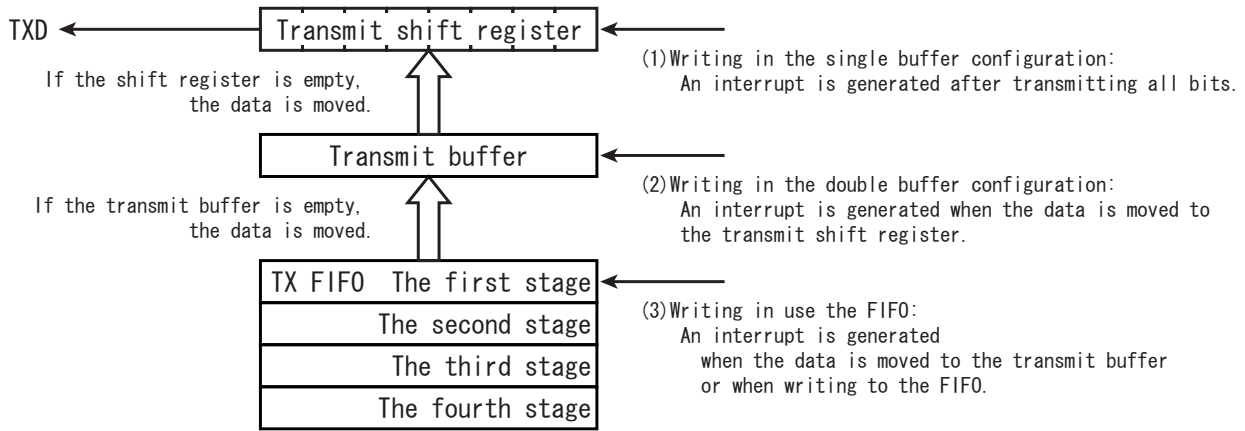 TXD
Transmit shift register
(1)Writing in the single buffer configuration:
An interrupt is generated after transmitting all bits.
If the shift register is empty,
the data is moved.
Transmit buffer
(2)Writing in the double buffer configuration:
An interrupt is generated when the data is moved to
the transmit shift register.
If the transmit buffer is empty,
the data is moved.
TX FIFO The first stage
The second stage
The third stage
The fourth stage
(3)Writing in use the FIFO:
An interrupt is generated
when the data is moved to the transmit buffer
or when writing to the FIFO.